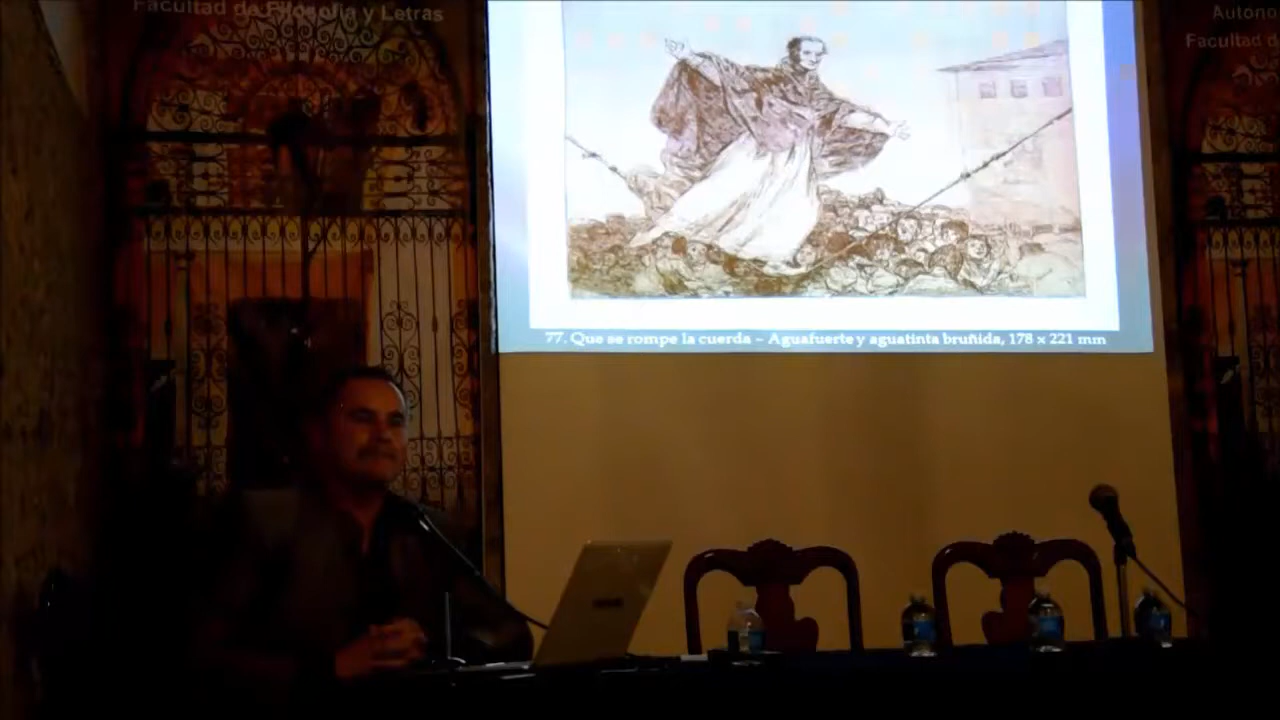 Facultad de Filosofía y Letras
Autono
Facultad d
77. Que se rompe la cuerda – Aguafuerte y aguatinta bruñida, 178 x 221 mm